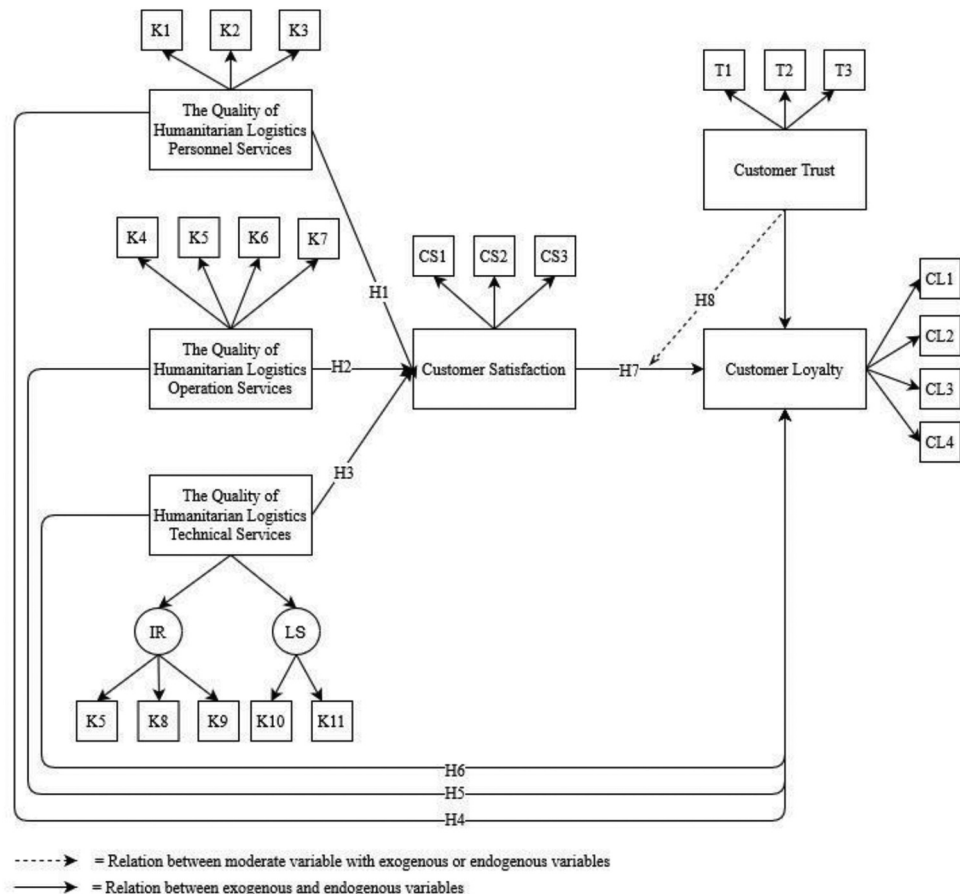 K1
K2
K3
T1
T2
T3
The Quality of
Humanitarian Logistics
Personnel Services
Customer Trust
K4
K5
K6
K7
CS1
CS2
CS3
H1
H8
CL1
CL2
CL3
CL4
The Quality of
Humanitarian Logistics
Operation Services
H2
Customer Satisfaction
H7
Customer Loyalty
H3
The Quality of
Humanitarian Logistics
Technical Services
IR
LS
K5
K8
K9
K10
K11
H6
H5
H4
= Relation between moderate variable with exogenous or endogenous variables
= Relation between exogenous and endogenous variables